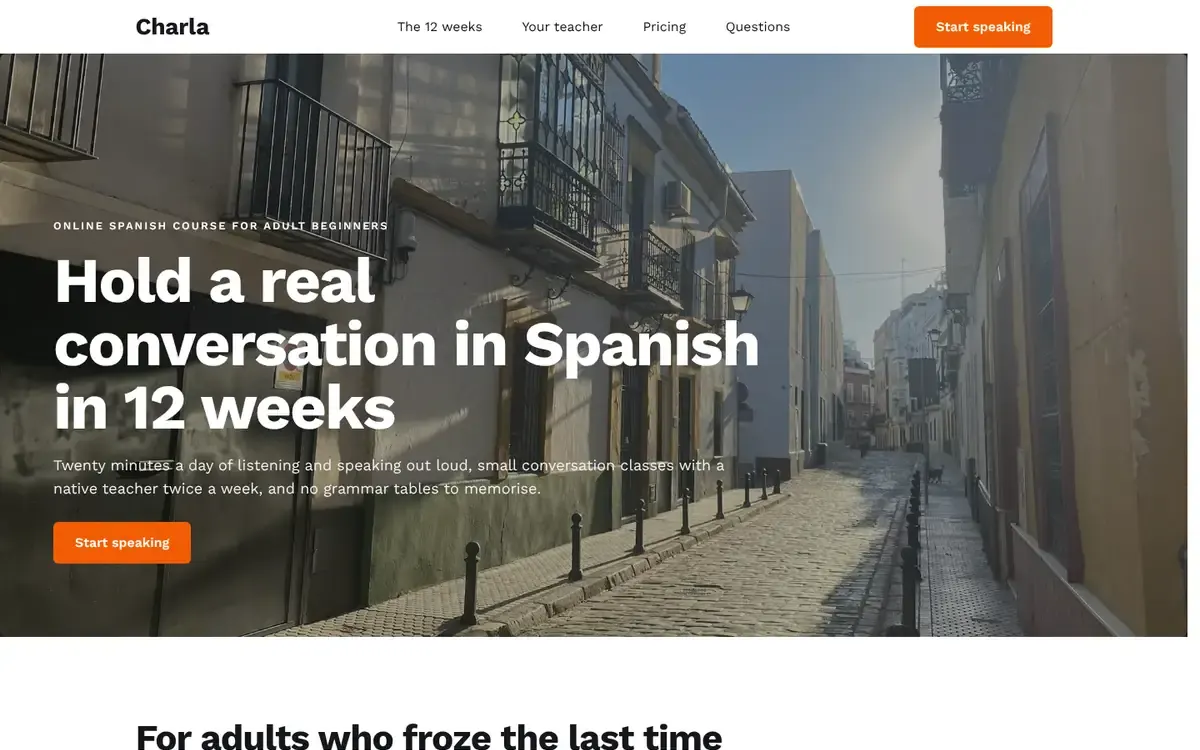 Charla
The 12 weeks
Your teacher
Pricing
Questions
Start speaking
ONLINE SPANISH COURSE FOR ADULT BEGINNERS
Hold a real
conversation in Spanish
in 12 weeks
Twenty minutes a day of listening and speaking out loud, small conversation classes with a
native teacher twice a week, and no grammar tables to memorise.
Start speaking
For adults who froze the last time